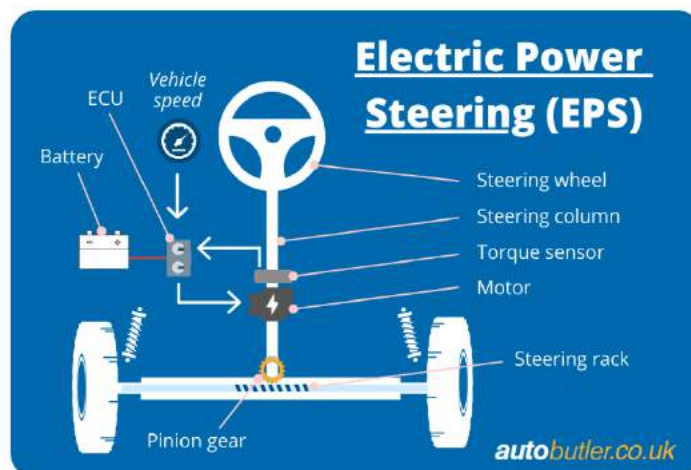 Electric Power
Steering (EPS)
Vehicle
speed
ECU
Battery
Steering wheel
Steering column
Torque sensor
Motor
Steering rack
Pinion gear
autobutler.co.uk